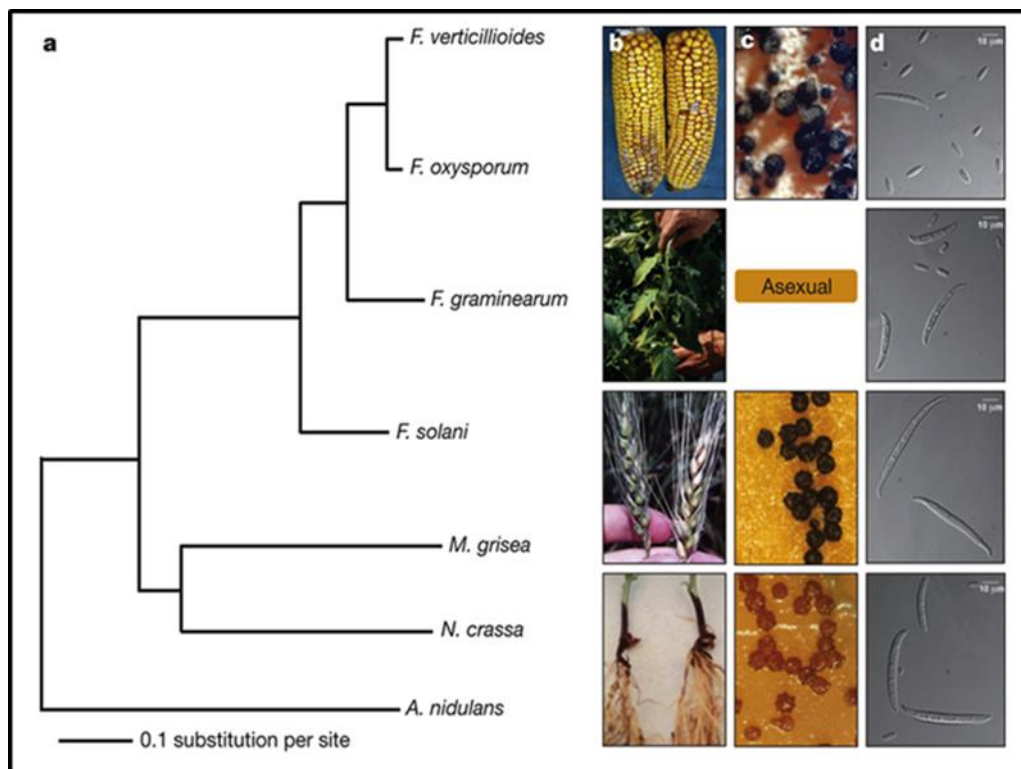 a
b
c
d
F. verticillioides
F. oxysporum
F. graminearum
F. solani
M. grisea
N. crassa
A. nidulans
0.1 substitution per site
Asexual
10 µm
10 µm
10 µm
10 µm